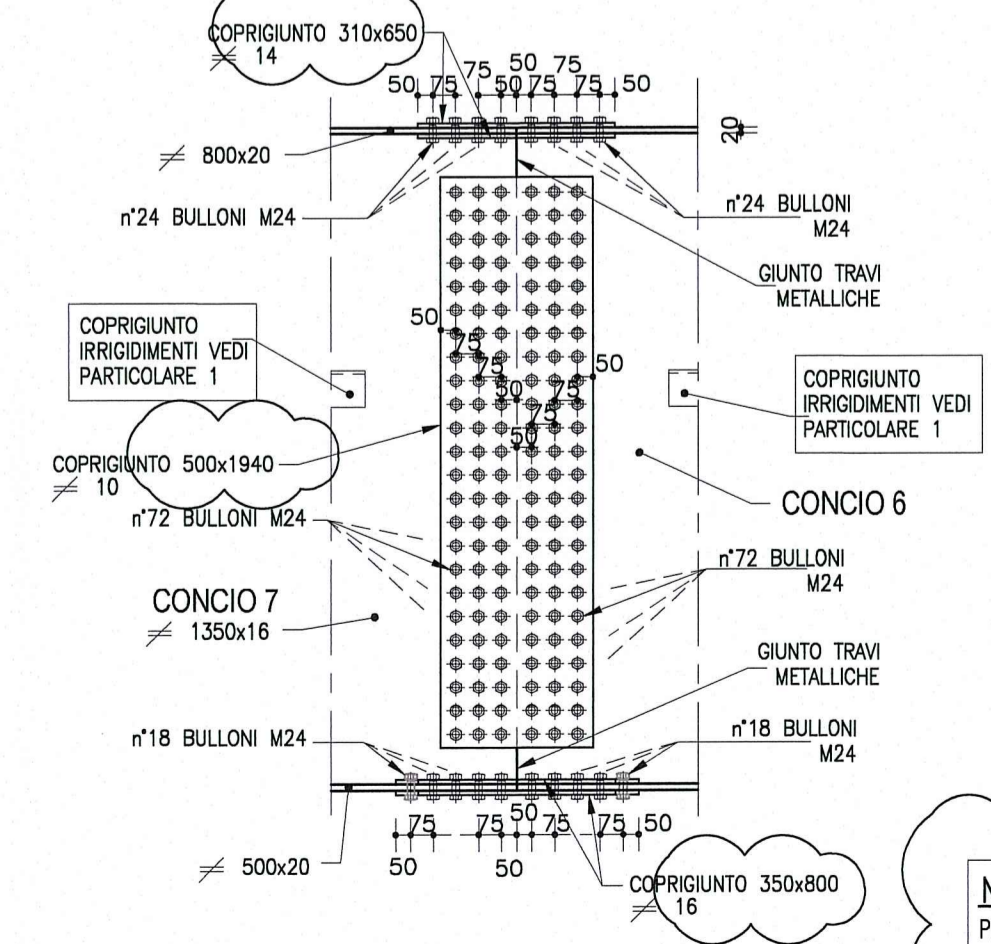 COPRIGIUNTO 310x650
14
50 75 75 50 50 75 75 75 50
800x20
20
n°24 BULLONI M24
n°24 BULLONI
M24
GIUNTO TRAVI
METALLICHE
COPRIGIUNTO
IRRIGIDIMENTI VEDI
PARTICOLARE 1
50
75
75
50
50
75
75
50
COPRIGIUNTO
IRRIGIDIMENTI VEDI
PARTICOLARE 1
COPRIGIUNTO 500x1940
10
n°72 BULLONI M24
CONCIO 6
n°72 BULLONI
M24
CONCIO 7
1350x16
GIUNTO TRAVI
METALLICHE
n°18 BULLONI M24
n°18 BULLONI
M24
50
75 75 75 75 50
50 50
500x20
COPRIGIUNTO 350x800
16